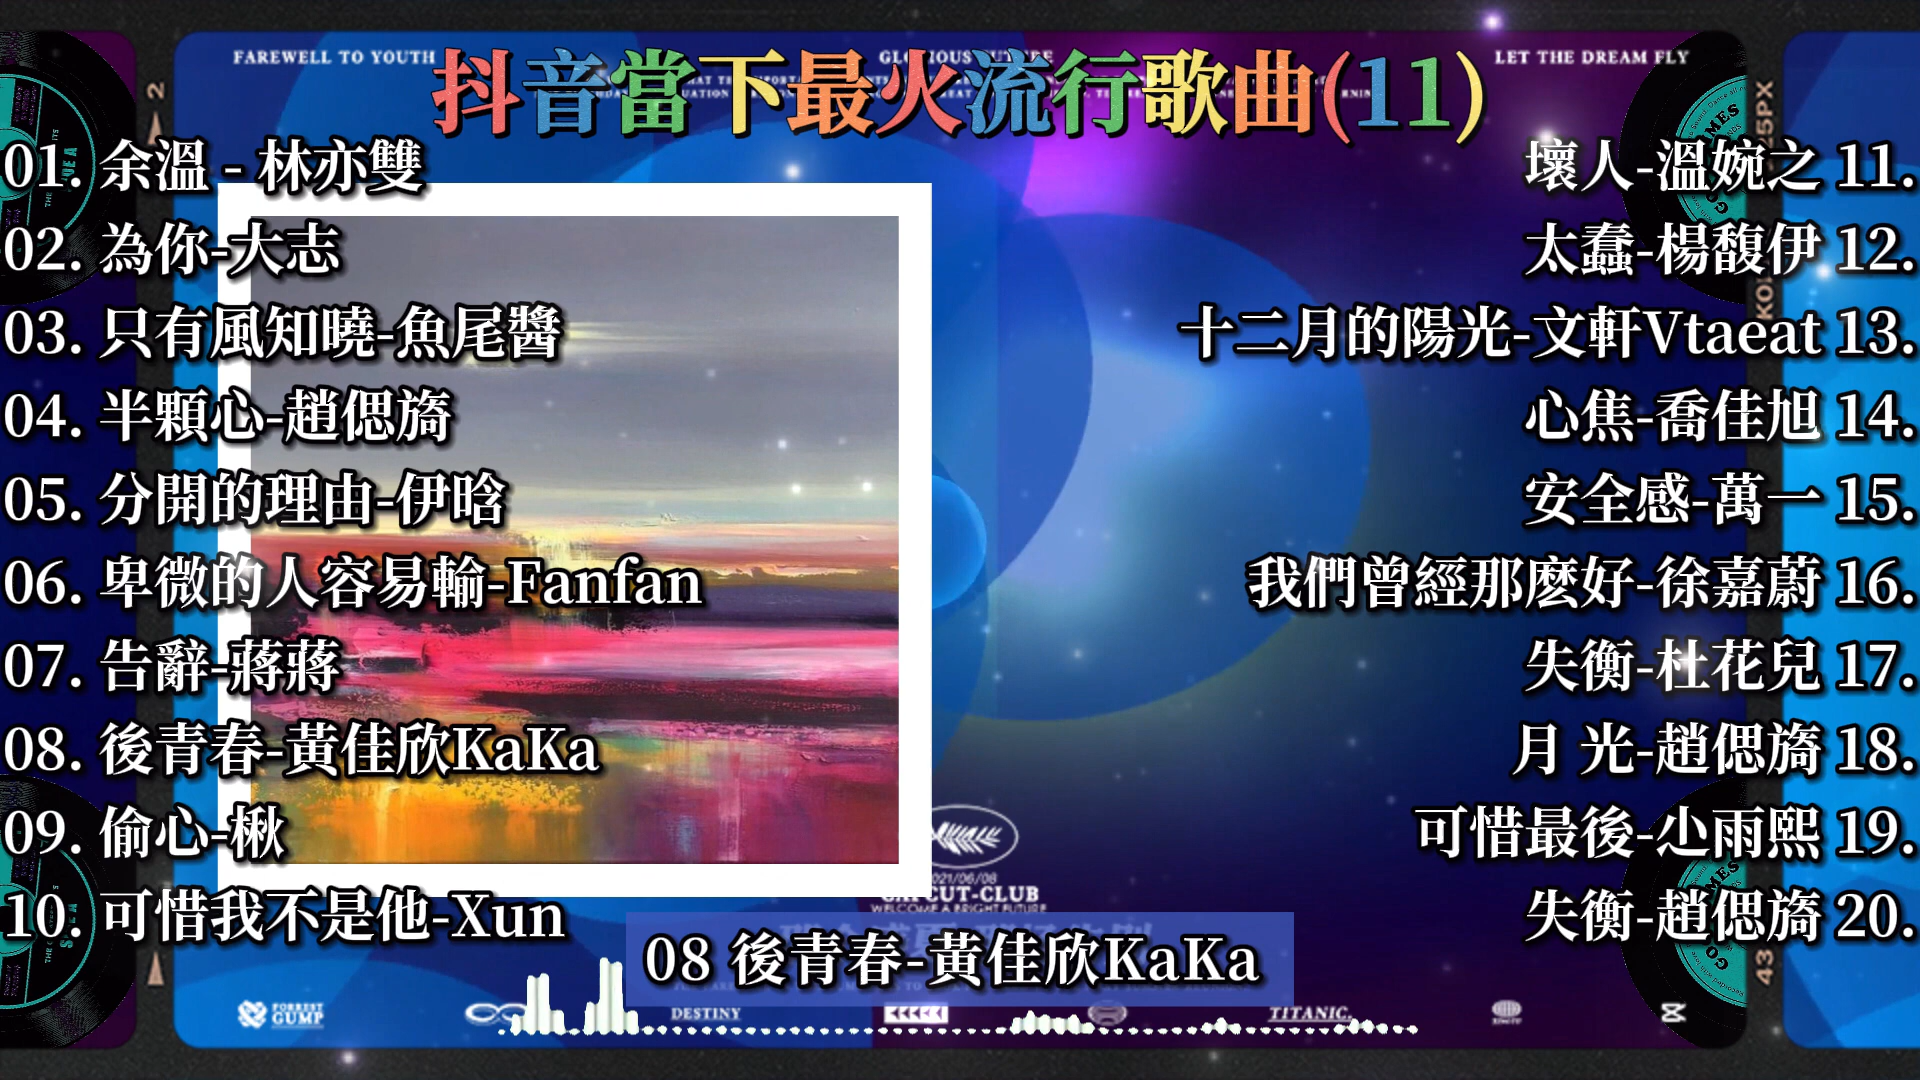 FAREWELL TO YOUTH
LET THE DREAM FLY
抖音當下最火流行歌曲(11)
01. 余溫 - 林亦雙
02. 為你-大志
03. 只有風知曉-魚尾醬
04. 半顆心-趙偲旖
05. 分開的理由-伊晗
06. 卑微的人容易輸-Fanfan
07. 告辭-蔣蔣
08. 後青春-黃佳欣KaKa
09. 偷心-楸
10. 可惜我不是他-Xun
壞人-溫婉之 11.
太蠢-楊馥伊 12.
十二月的陽光-文軒Vtaeat 13.
心焦-喬佳旭 14.
安全感-萬一 15.
我們曾經那麼好-徐嘉蔚 16.
失衡-杜花兒 17.
月 光-趙偲旖 18.
可惜最後-尐雨熙 19.
失衡-趙偲旖 20.
2021/06/08
WELCOME A BRIGHT FUTURE
08 後青春-黃佳欣KaKa
FORREST
GUMP
DESTINY
TITANIC.